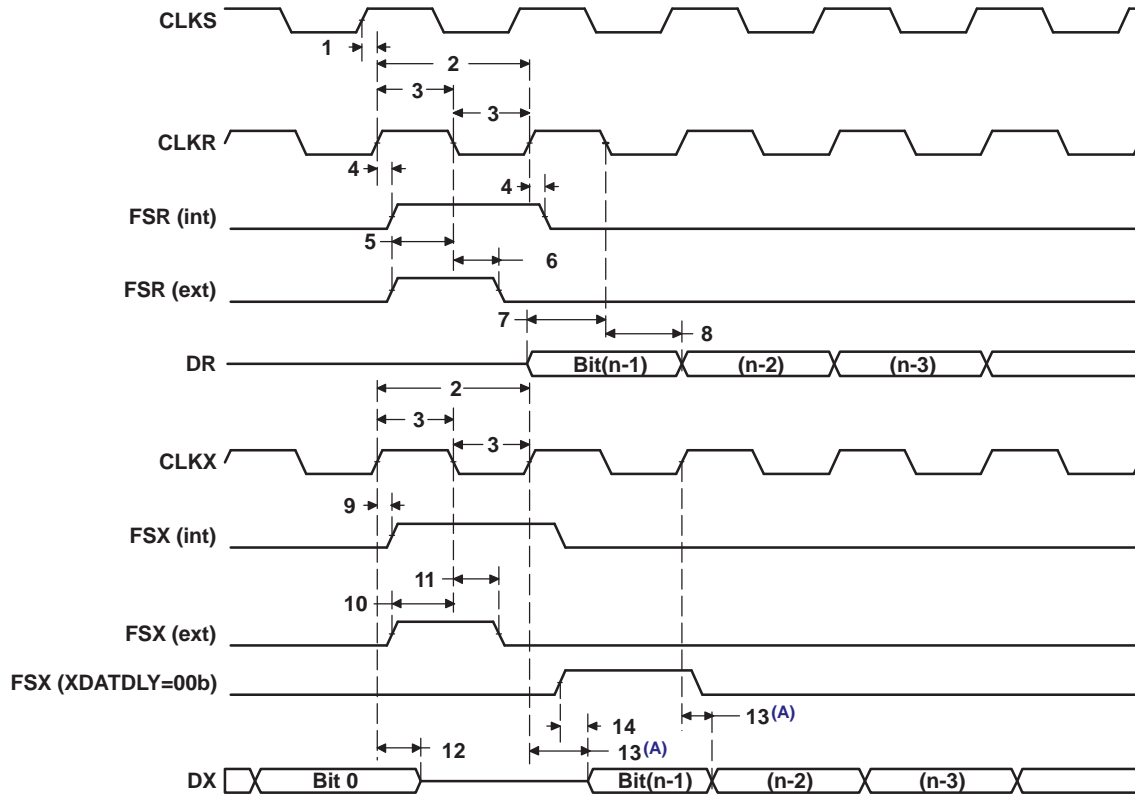 CLKS
1
2
3
3
CLKR
4
4
FSR (int)
5
6
FSR (ext)
7
8
DR
Bit(n-1)
(n-2)
(n-3)
2
3
3
CLKX
9
FSX (int)
11
10
FSX (ext)
FSX (XDATDLY=00b)
14
13(A)
12
13(A)
DX
Bit 0
Bit(n-1)
(n-2)
(n-3)